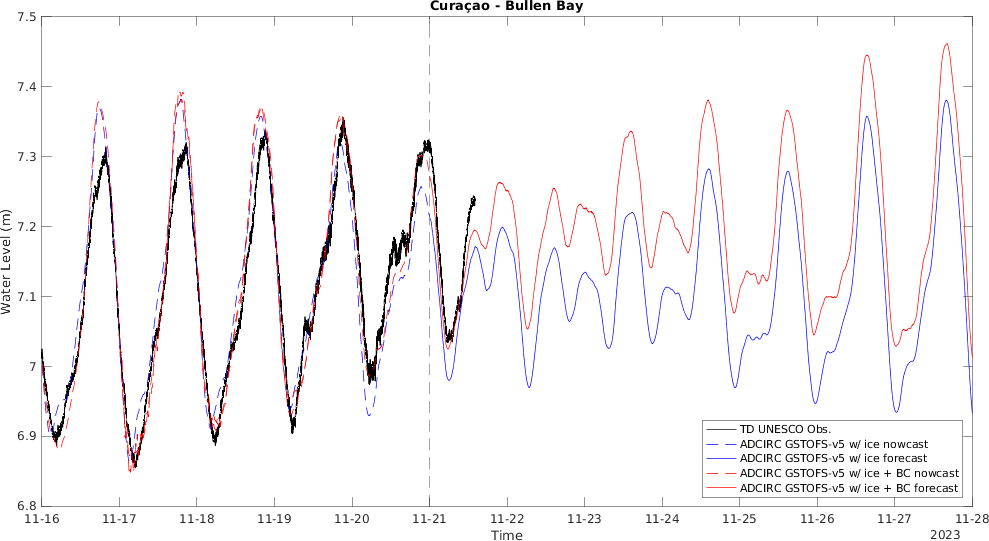 Curaçao - Bullen Bay
7.5
7.4
7.3
7.2
7.1
7
6.9
6.8
Water Level (m)
TD UNESCO Obs.
ADCIRC GSTOFS-v5 w/ ice nowcast
ADCIRC GSTOFS-v5 w/ ice forecast
ADCIRC GSTOFS-v5 w/ ice + BC nowcast
ADCIRC GSTOFS-v5 w/ ice + BC forecast
11-16 11-17 11-18 11-19 11-20 11-21 11-22 11-23 11-24 11-25 11-26 11-27 11-28
Time
2023